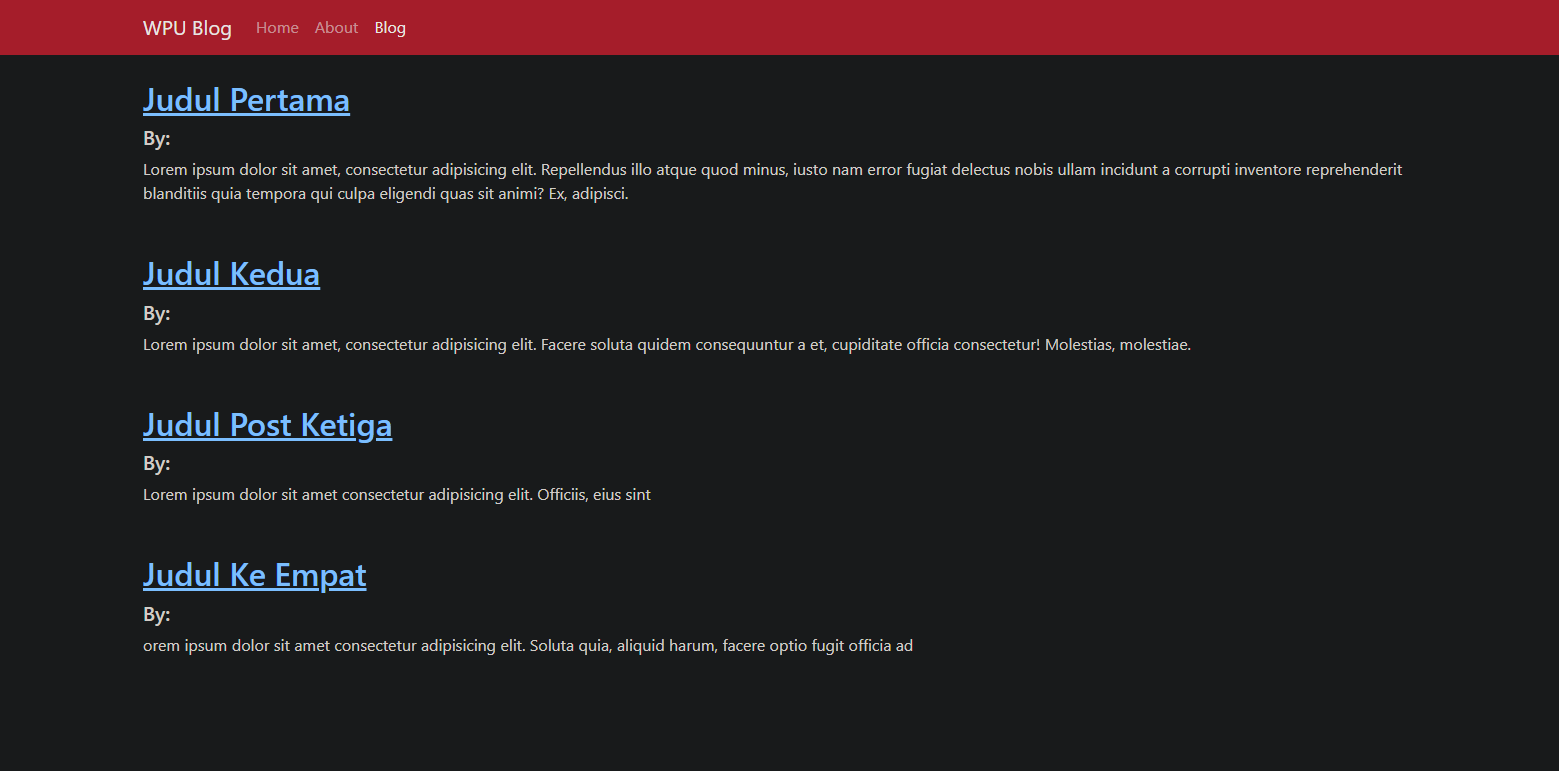 WPU Blog Home About Blog
Judul Pertama
By:
Lorem ipsum dolor sit amet, consectetur adipisicing elit. Repellendus illo atque quod minus, iusto nam error fugiat delectus nobis ullam incidunt a corrupti inventore reprehenderit
blanditiis quia tempora qui culpa eligendi quas sit animi? Ex, adipisci.
Judul Kedua
By:
Lorem ipsum dolor sit amet, consectetur adipisicing elit. Facere soluta quidem consequuntur a et, cupiditate officia consectetur! Molestias, molestiae.
Judul Post Ketiga
By:
Lorem ipsum dolor sit amet consectetur adipisicing elit. Officiis, eius sint
Judul Ke Empat
By:
orem ipsum dolor sit amet consectetur adipisicing elit. Soluta quia, aliquid harum, facere optio fugit officia ad